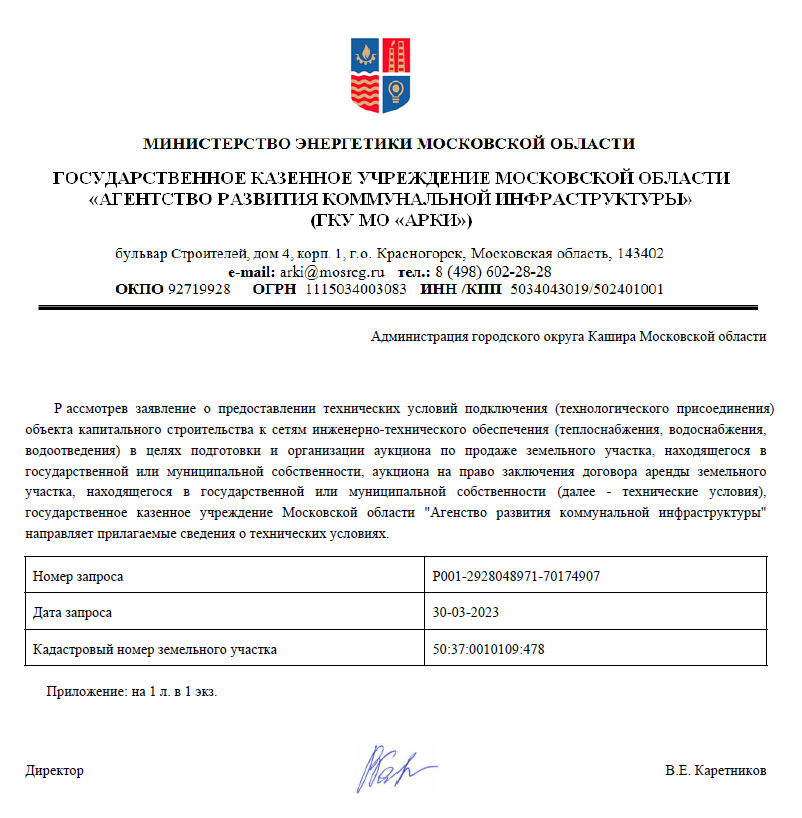 МИНИСТЕРСТВО ЭНЕРГЕТИКИ МОСКОВСКОЙ ОБЛАСТИ
ГОСУДАРСТВЕННОЕ КАЗЕННОЕ УЧРЕЖДЕНИЕ МОСКОВСКОЙ ОБЛАСТИ
«АГЕНТСТВО РАЗВИТИЯ КОММУНАЛЬНОЙ ИНФРАСТРУКТУРЫ»
(ГКУ МО «АРКИ»)
бульвар Строителей, дом 4, корп. 1, г.о. Красногорск, Московская область, 143402
e-mail: arki@mosreg.ru тел.: 8 (498) 602-28-28
ОКПО 92719928 ОГРН 1115034003083 ИНН /КПП 5034043019/502401001
Администрация городского округа Кашира Московской области
Р ассмотрев заявление о предоставлении технических условий подключения (технологического присоединения)
объекта капитального строительства к сетям инженерно-технического обеспечения (теплоснабжения, водоснабжения,
водоотведения) в целях подготовки и организации аукциона по продаже земельного участка, находящегося в
государственной или муниципальной собственности, аукциона на право заключения договора аренды земельного
участка, находящегося в государственной или муниципальной собственности (далее - технические условия),
государственное казенное учреждение Московской области "Агенство развития коммунальной инфраструктуры"
направляет прилагаемые сведения о технических условиях.
Номер запроса Р001-2928048971-70174907
Дата запроса 30-03-2023
Кадастровый номер земельного участка 50:37:0010109:478
Приложение: на 1 л. в 1 экз.
Директор В.Е. Каретников